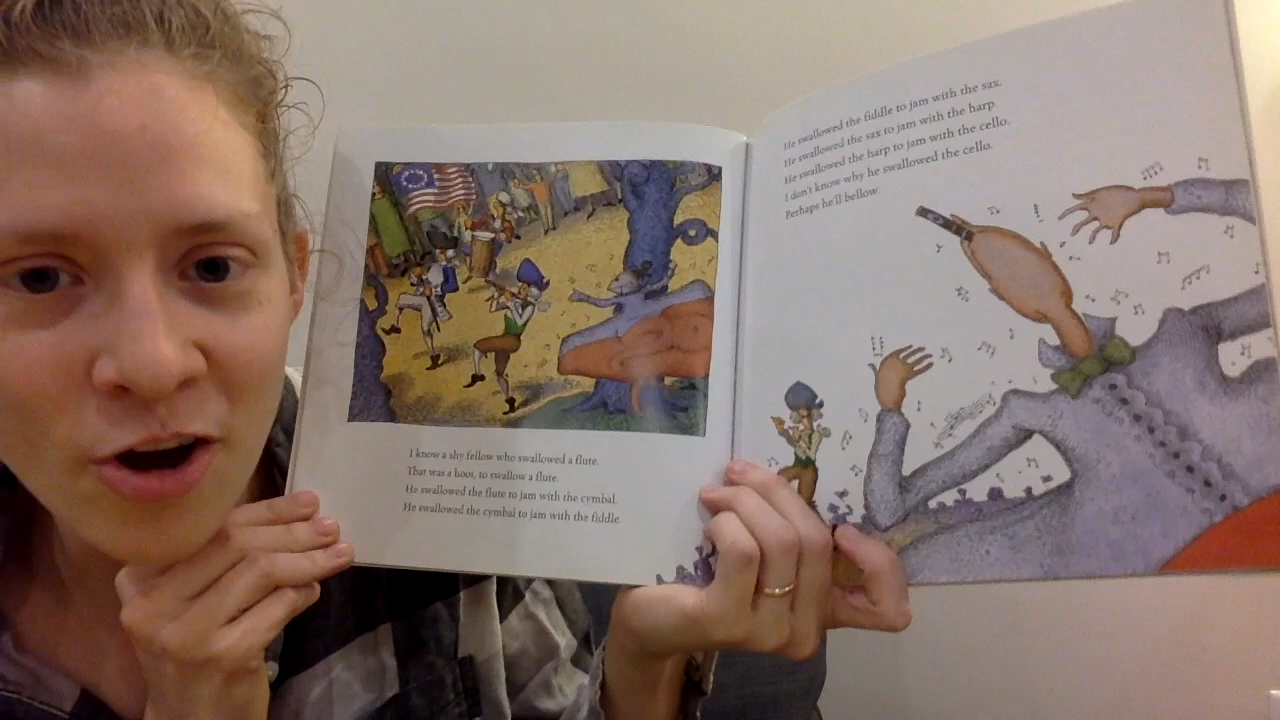 I know a shy fellow who swallowed a flute.
That was a hoot, to swallow a flute.
He swallowed the flute to jam with the cymbal.
He swallowed the cymbal to jam with the fiddle.
He swallowed the fiddle to jam with the sax.
He swallowed the sax to jam with the harp.
He swallowed the harp to jam with the cello.
I don't know why he swallowed the cello.
Perhaps he'll bellow.